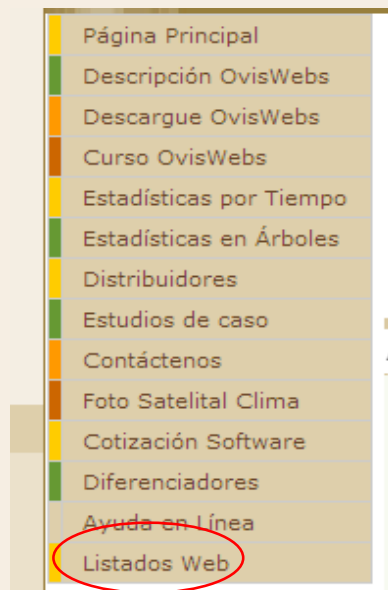 Página Principal
Descripción OvisWebs
Descargue OvisWebs
Curso OvisWebs
Estadísticas por Tiempo
Estadísticas en Árboles
Distribuidores
Estudios de caso
Contáctenos
Foto Satelital Clima
Cotización Software
Diferenciadores
Ayuda en Línea
Listados Web